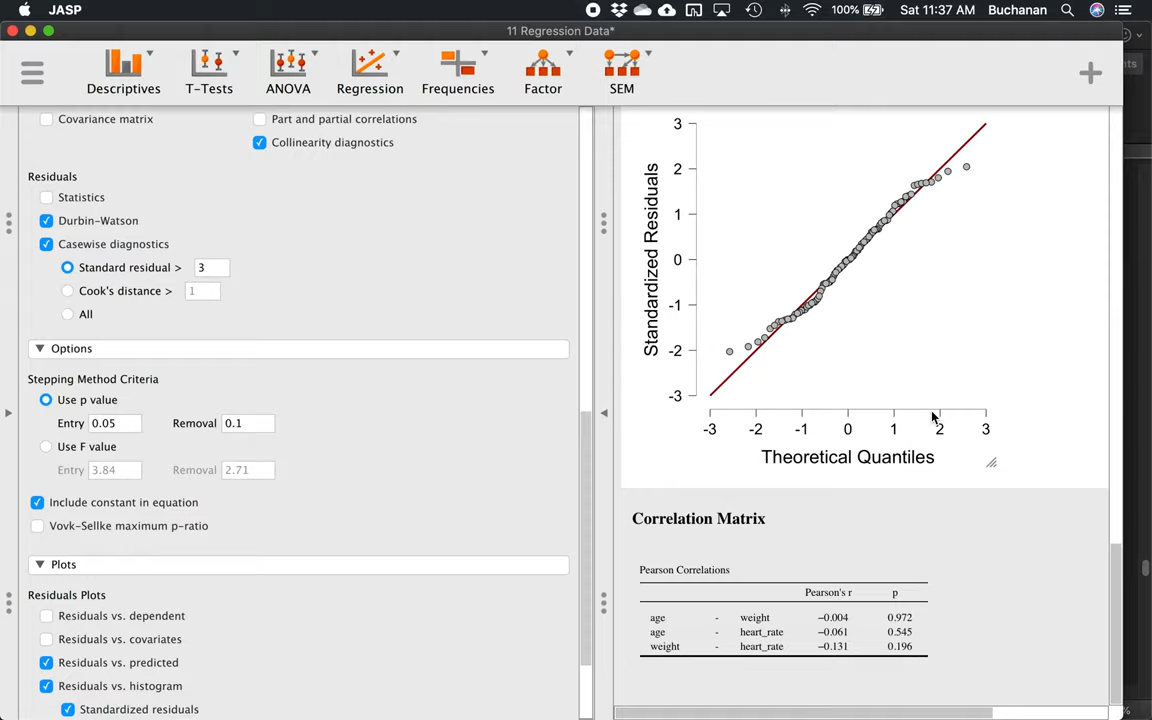 JASP
100%
Sat 11:37 AM
Buchanan
11 Regression Data*
Descriptives
T-Tests
ANOVA
Regression
Frequencies
Factor
SEM
Covariance matrix
Part and partial correlations
Collinearity diagnostics
Residuals
Statistics
Durbin-Watson
Casewise diagnostics
Standard residual > 3
Cook's distance > 1
All
Options
Stepping Method Criteria
Use p value
Entry 0.05 Removal 0.1
Use F value
Entry 3.84 Removal 2.71
Include constant in equation
Vovk-Sellke maximum p-ratio
Plots
Residuals Plots
Residuals vs. dependent
Residuals vs. covariates
Residuals vs. predicted
Residuals vs. histogram
Standardized residuals
Standardized Residuals
3
2
1
0
-1
-2
-3
-3 -2 -1 0 1 2 3
Theoretical Quantiles
Correlation Matrix
Pearson Correlations
Pearson's r p
age - weight −0.004 0.972
age - heart_rate −0.061 0.545
weight - heart_rate −0.131 0.196